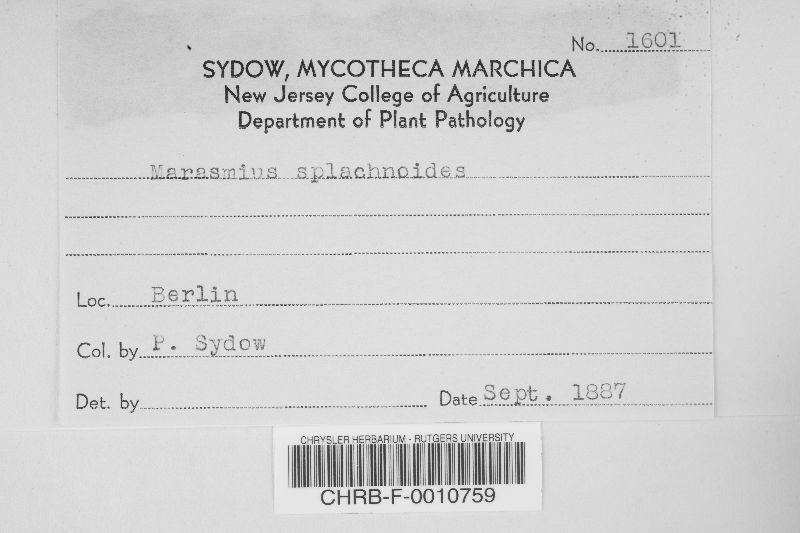 No. 1601
SYDOW, MYCOTHECA MARCHICA
New Jersey College of Agriculture
Department of Plant Pathology
Marasmius splachnoides
Loc. Berlin
Col. by P. Sydow
Det. by Date Sept. 1887
CHRYSLER HERBARIUM - RUTGERS UNIVERSITY
CHRB-F-0010759